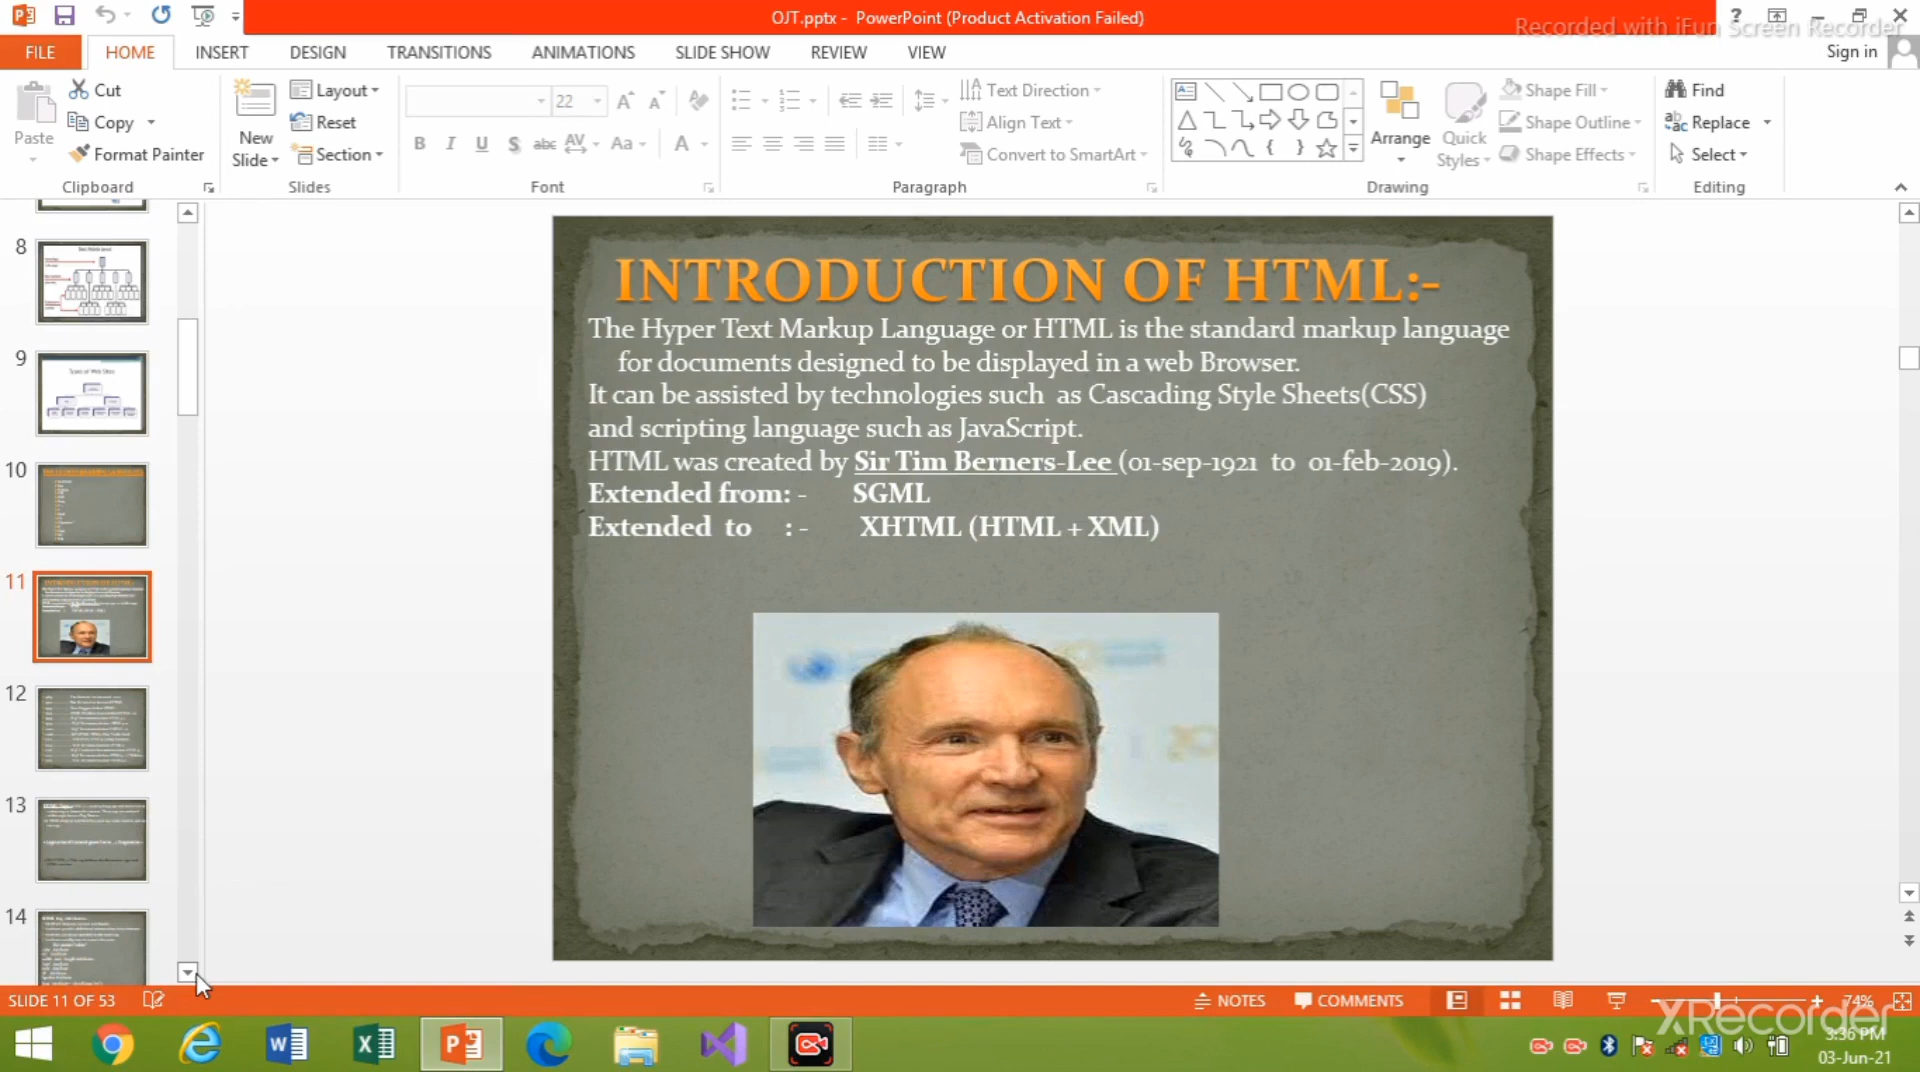 OJT.pptx - PowerPoint (Product Activation Failed)
Recorded with iFun Screen Recorder
FILE HOME INSERT DESIGN TRANSITIONS ANIMATIONS SLIDE SHOW REVIEW VIEW Sign in
Paste Cut Copy Format Painter
Clipboard
New Slide Layout Reset Section
Slides
22
B I U S abc AV Aa A
Font
Text Direction
Align Text
Convert to SmartArt
Paragraph
Arrange
Quick Styles
Shape Fill
Shape Outline
Shape Effects
Drawing
Find
Replace
Select
Editing
8
Types of Web Sites
9
10
11
12
13
14
INTRODUCTION OF HTML:-
The Hyper Text Markup Language or HTML is the standard markup language
for documents designed to be displayed in a web Browser.
It can be assisted by technologies such as Cascading Style Sheets(CSS)
and scripting language such as JavaScript.
HTML was created by Sir Tim Berners-Lee (01-sep-1921 to 01-feb-2019).
Extended from: - SGML
Extended to : - XHTML (HTML + XML)
SLIDE 11 OF 53 NOTES COMMENTS 74%
XRecorder
3:36 PM
03-Jun-21